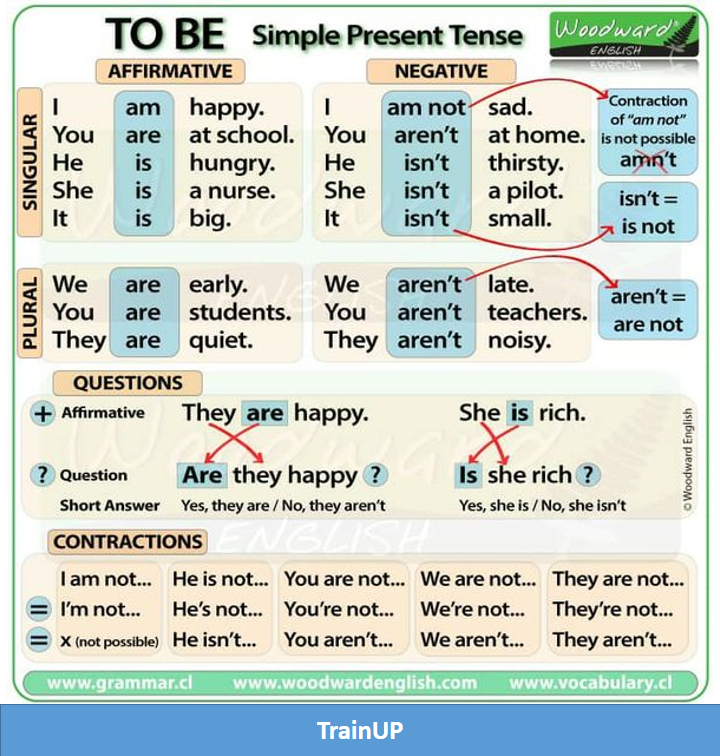 TO BE Simple Present Tense
Woodward®
ENGLISH
AFFIRMATIVE NEGATIVE
SINGULAR
I am happy. I am not sad.
You are at school. You aren't at home.
He is hungry. He isn't thirsty.
She is a nurse. She isn't a pilot.
It is big. It isn't small.
Contraction
of "am not"
is not possible
amn't
isn't =
is not
PLURAL
We are early. We aren't late.
You are students. You aren't teachers.
They are quiet. They aren't noisy.
aren't =
are not
QUESTIONS
+ Affirmative They are happy. She is rich.
? Question Are they happy ? Is she rich ?
Short Answer Yes, they are / No, they aren't Yes, she is / No, she isn't
© Woodward English
CONTRACTIONS
I am not... He is not... You are not... We are not... They are not...
= I'm not... He's not... You're not... We're not... They're not...
= x (not possible) He isn't... You aren't... We aren't... They aren't...
www.grammar.cl www.woodwardenglish.com www.vocabulary.cl
TrainUP